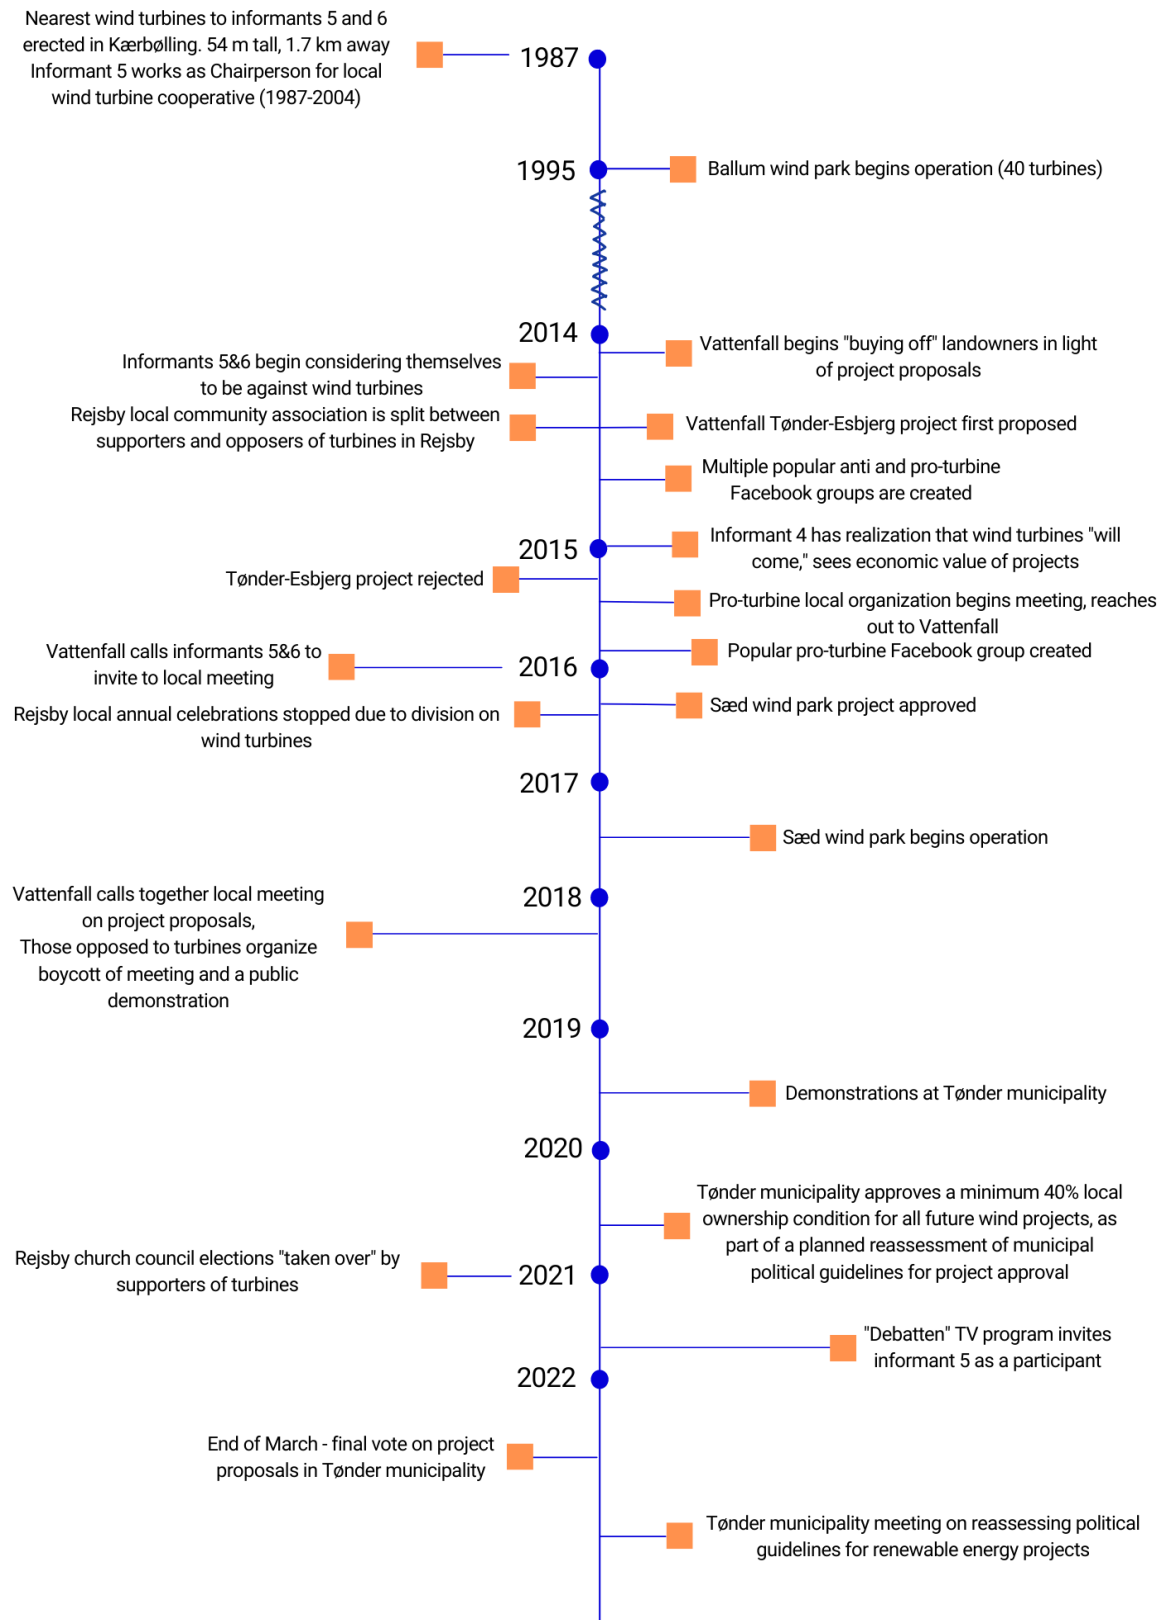 Nearest wind turbines to informants 5 and 6
erected in Kærbølling. 54 m tall, 1.7 km away
Informant 5 works as Chairperson for local
wind turbine cooperative (1987-2004)
1987
1995
Ballum wind park begins operation (40 turbines)
2014
Vattenfall begins "buying off" landowners in light
of project proposals
Informants 5&6 begin considering themselves
to be against wind turbines
Rejsby local community association is split between
supporters and opposers of turbines in Rejsby
Vattenfall Tønder-Esbjerg project first proposed
Multiple popular anti and pro-turbine
Facebook groups are created
2015
Informant 4 has realization that wind turbines "will
come," sees economic value of projects
Tønder-Esbjerg project rejected
Pro-turbine local organization begins meeting, reaches
out to Vattenfall
Popular pro-turbine Facebook group created
Vattenfall calls informants 5&6 to
invite to local meeting
2016
Sæd wind park project approved
Rejsby local annual celebrations stopped due to division on
wind turbines
2017
Sæd wind park begins operation
2018
Vattenfall calls together local meeting
on project proposals,
Those opposed to turbines organize
boycott of meeting and a public
demonstration
2019
Demonstrations at Tønder municipality
2020
Tønder municipality approves a minimum 40% local
ownership condition for all future wind projects, as
part of a planned reassessment of municipal
political guidelines for project approval
Rejsby church council elections "taken over" by
supporters of turbines
2021
"Debatten" TV program invites
informant 5 as a participant
2022
End of March - final vote on project
proposals in Tønder municipality
Tønder municipality meeting on reassessing political
guidelines for renewable energy projects